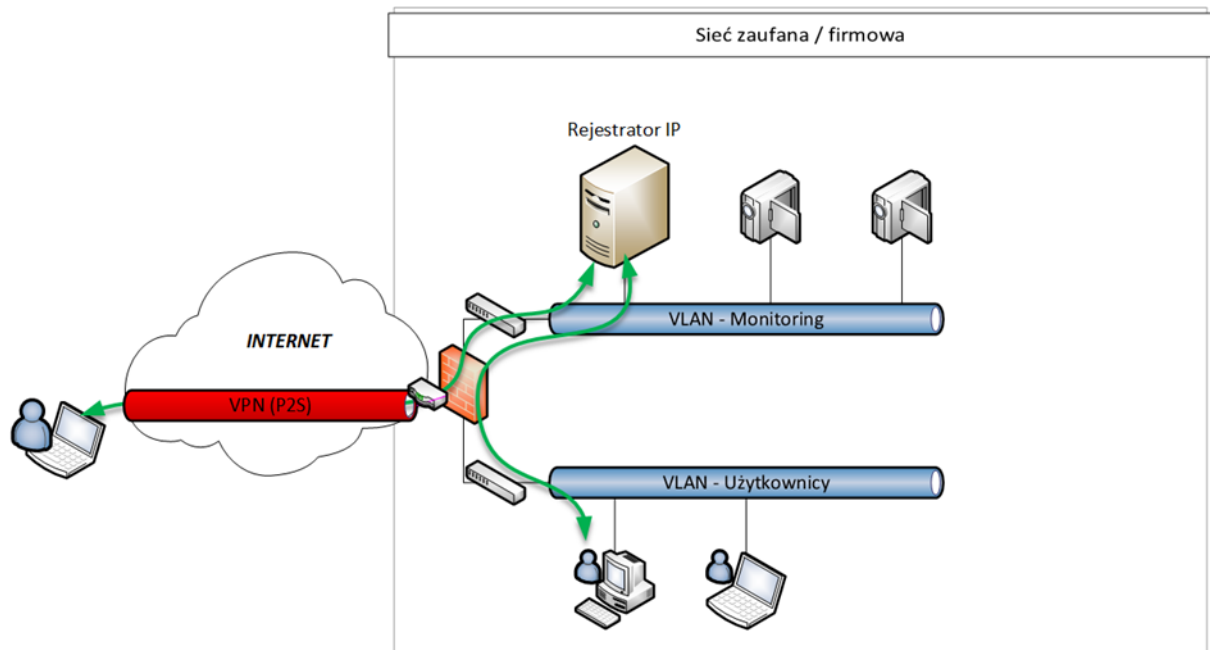 Sieć zaufana / firmowa
Rejestrator IP
VLAN - Monitoring
INTERNET
VPN (P2S)
VLAN - Użytkownicy